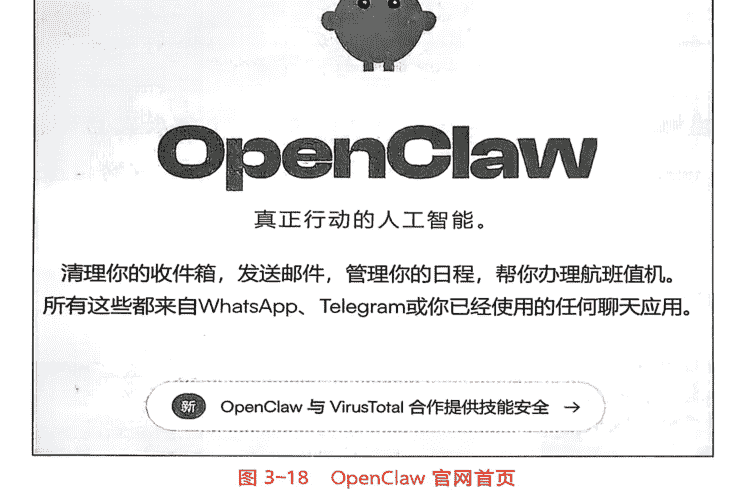 OpenClaw
真正行动的人工智能。
清理你的收件箱，发送邮件，管理你的日程，帮你办理航班值机。
所有这些都来自WhatsApp、Telegram或你已经使用的任何聊天应用。
新 OpenClaw 与 VirusTotal 合作提供技能安全 →
图 3-18 OpenClaw 官网首页